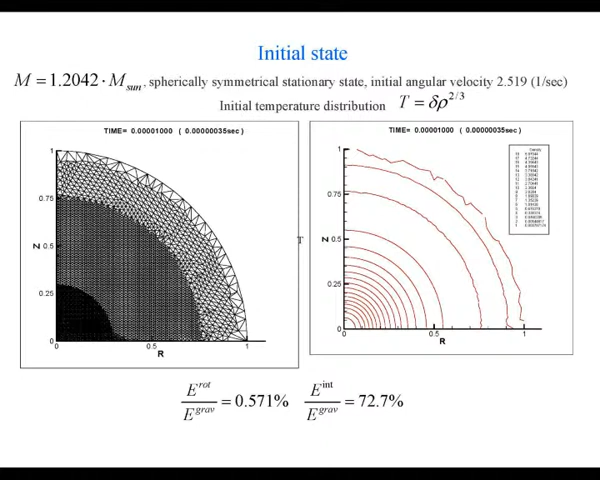 Initial state
M = 1.2042 · M_sun, spherically symmetrical stationary state, initial angular velocity 2.519 (1/sec)
Initial temperature distribution T = δρ^2/3
TIME= 0.00001000 ( 0.00000035sec )
1
0.75
Z 0.5
0.25
0
0 0.5 1
R
TIME= 0.00001000 ( 0.00000035sec )
1
0.75
Z 0.5
0.25
0
0 0.5 1
R
E^rot / E^grav = 0.571% E^int / E^grav = 72.7%